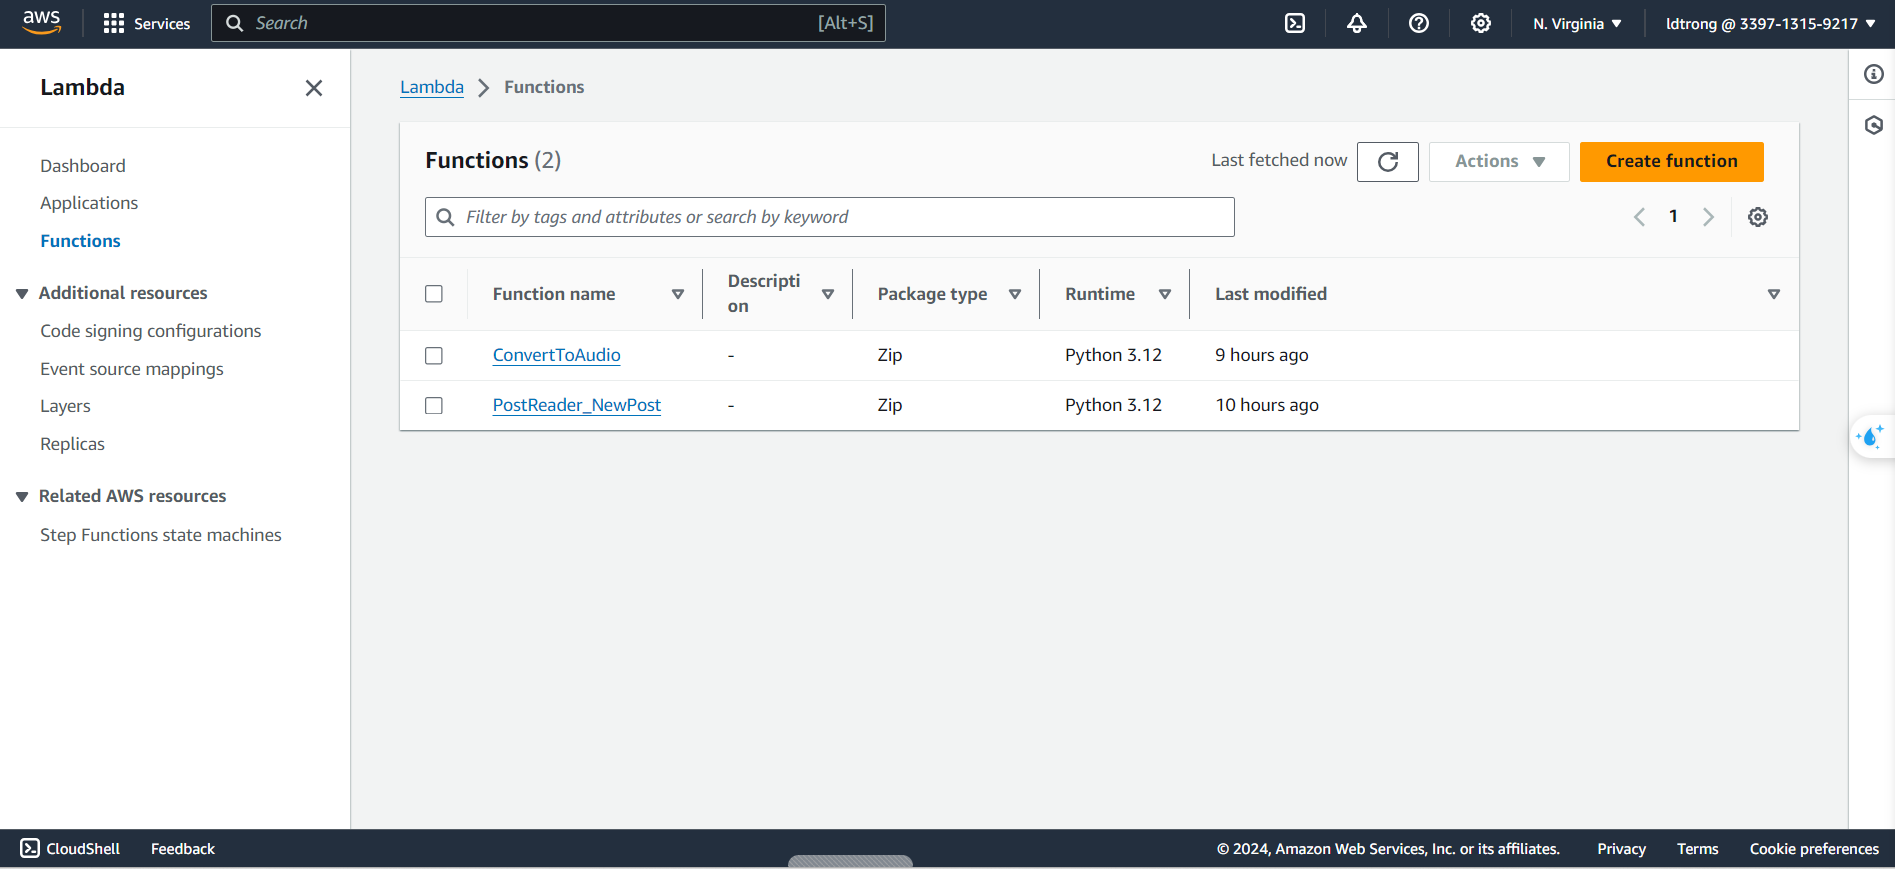 aws
Services
Search [Alt+S]
N. Virginia
ldtrong @ 3397-1315-9217
Lambda
Dashboard
Applications
Functions
Additional resources
Code signing configurations
Event source mappings
Layers
Replicas
Related AWS resources
Step Functions state machines
Lambda Functions
Functions (2)
Last fetched now
Actions
Create function
Filter by tags and attributes or search by keyword
1
Function name Descripti Package type Runtime Last modified
on
ConvertToAudio - Zip Python 3.12 9 hours ago
PostReader_NewPost - Zip Python 3.12 10 hours ago
CloudShell Feedback © 2024, Amazon Web Services, Inc. or its affiliates. Privacy Terms Cookie preferences